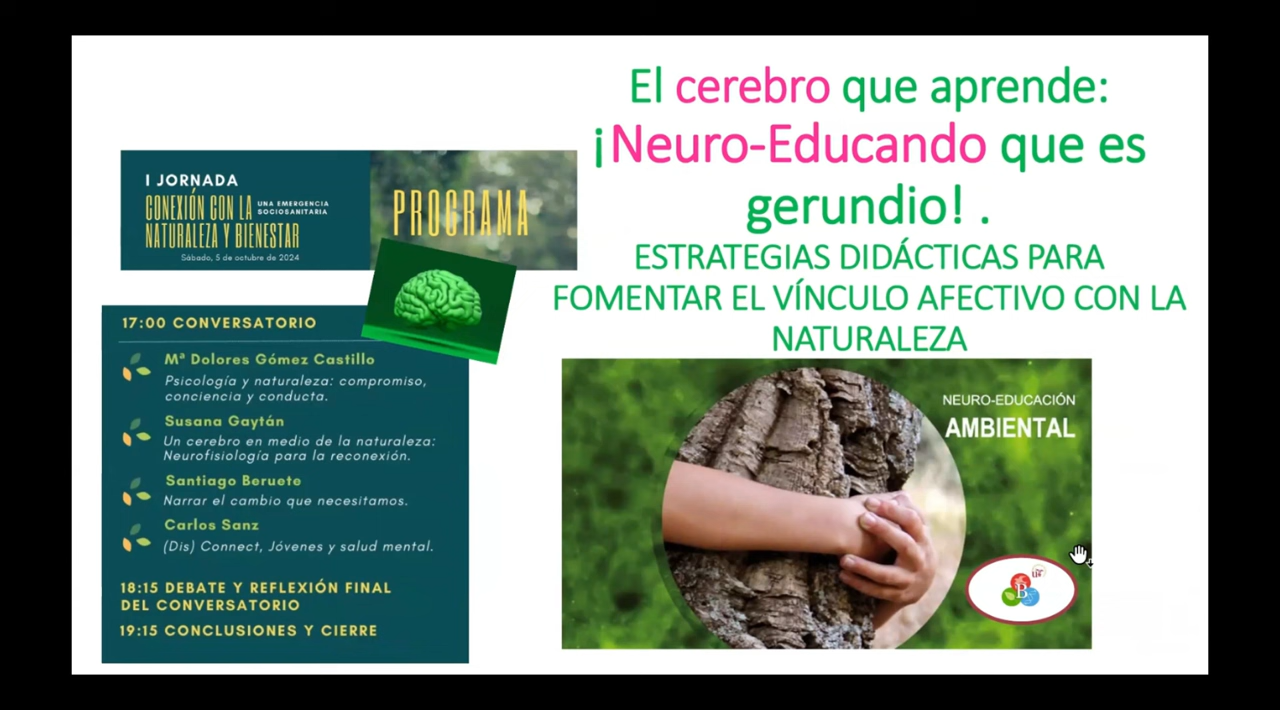 El cerebro que aprende:
¡Neuro-Educando que es
gerundio! .
ESTRATEGIAS DIDÁCTICAS PARA
FOMENTAR EL VÍNCULO AFECTIVO CON LA
NATURALEZA
I JORNADA
CONEXIÓN CON LA
NATURALEZA Y BIENESTAR
UNA EMERGENCIA
SOCIOSANITARIA
Sábado, 5 de octubre de 2024
PROGRAMA
17:00 CONVERSATORIO
Mª Dolores Gómez Castillo
Psicología y naturaleza: compromiso,
conciencia y conducta.
Susana Gaytán
Un cerebro en medio de la naturaleza:
Neurofisiología para la reconexión.
Santiago Beruete
Narrar el cambio que necesitamos.
Carlos Sanz
(Dis) Connect, Jóvenes y salud mental.
18:15 DEBATE Y REFLEXIÓN FINAL
DEL CONVERSATORIO
19:15 CONCLUSIONES Y CIERRE
NEURO-EDUCACIÓN
AMBIENTAL
B